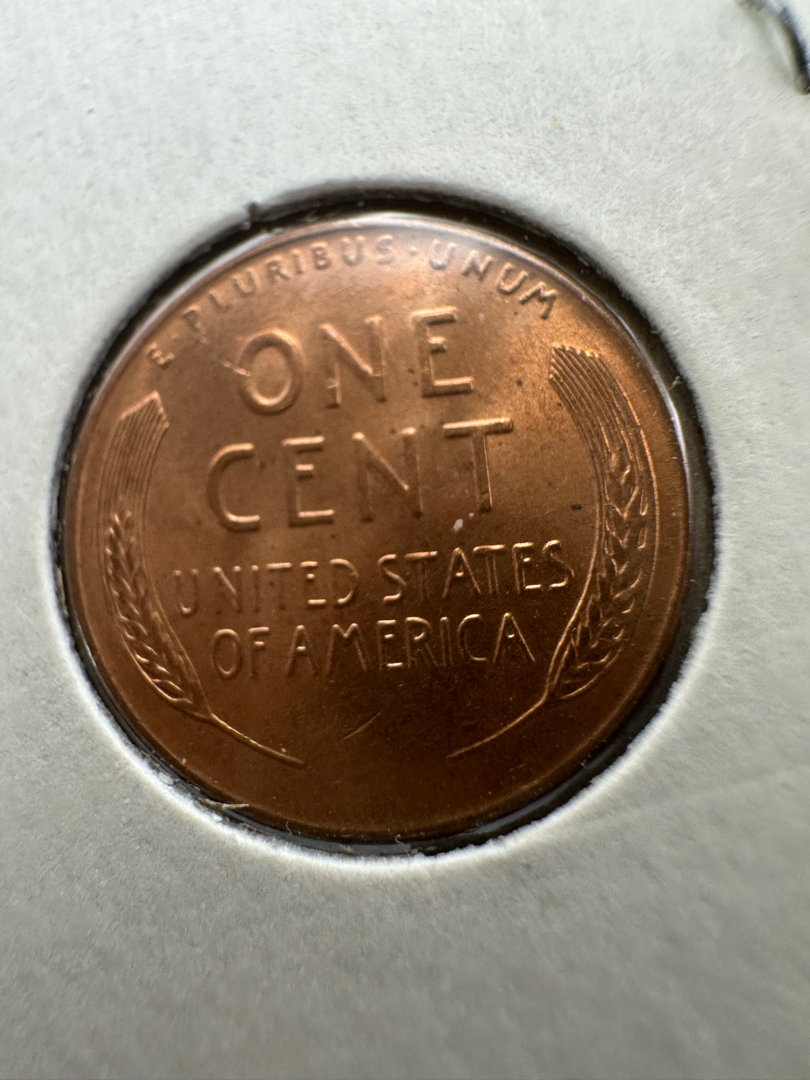 E·PLURIBUS·UNUM
ONE
CENT
UNITED STATES
OF AMERICA